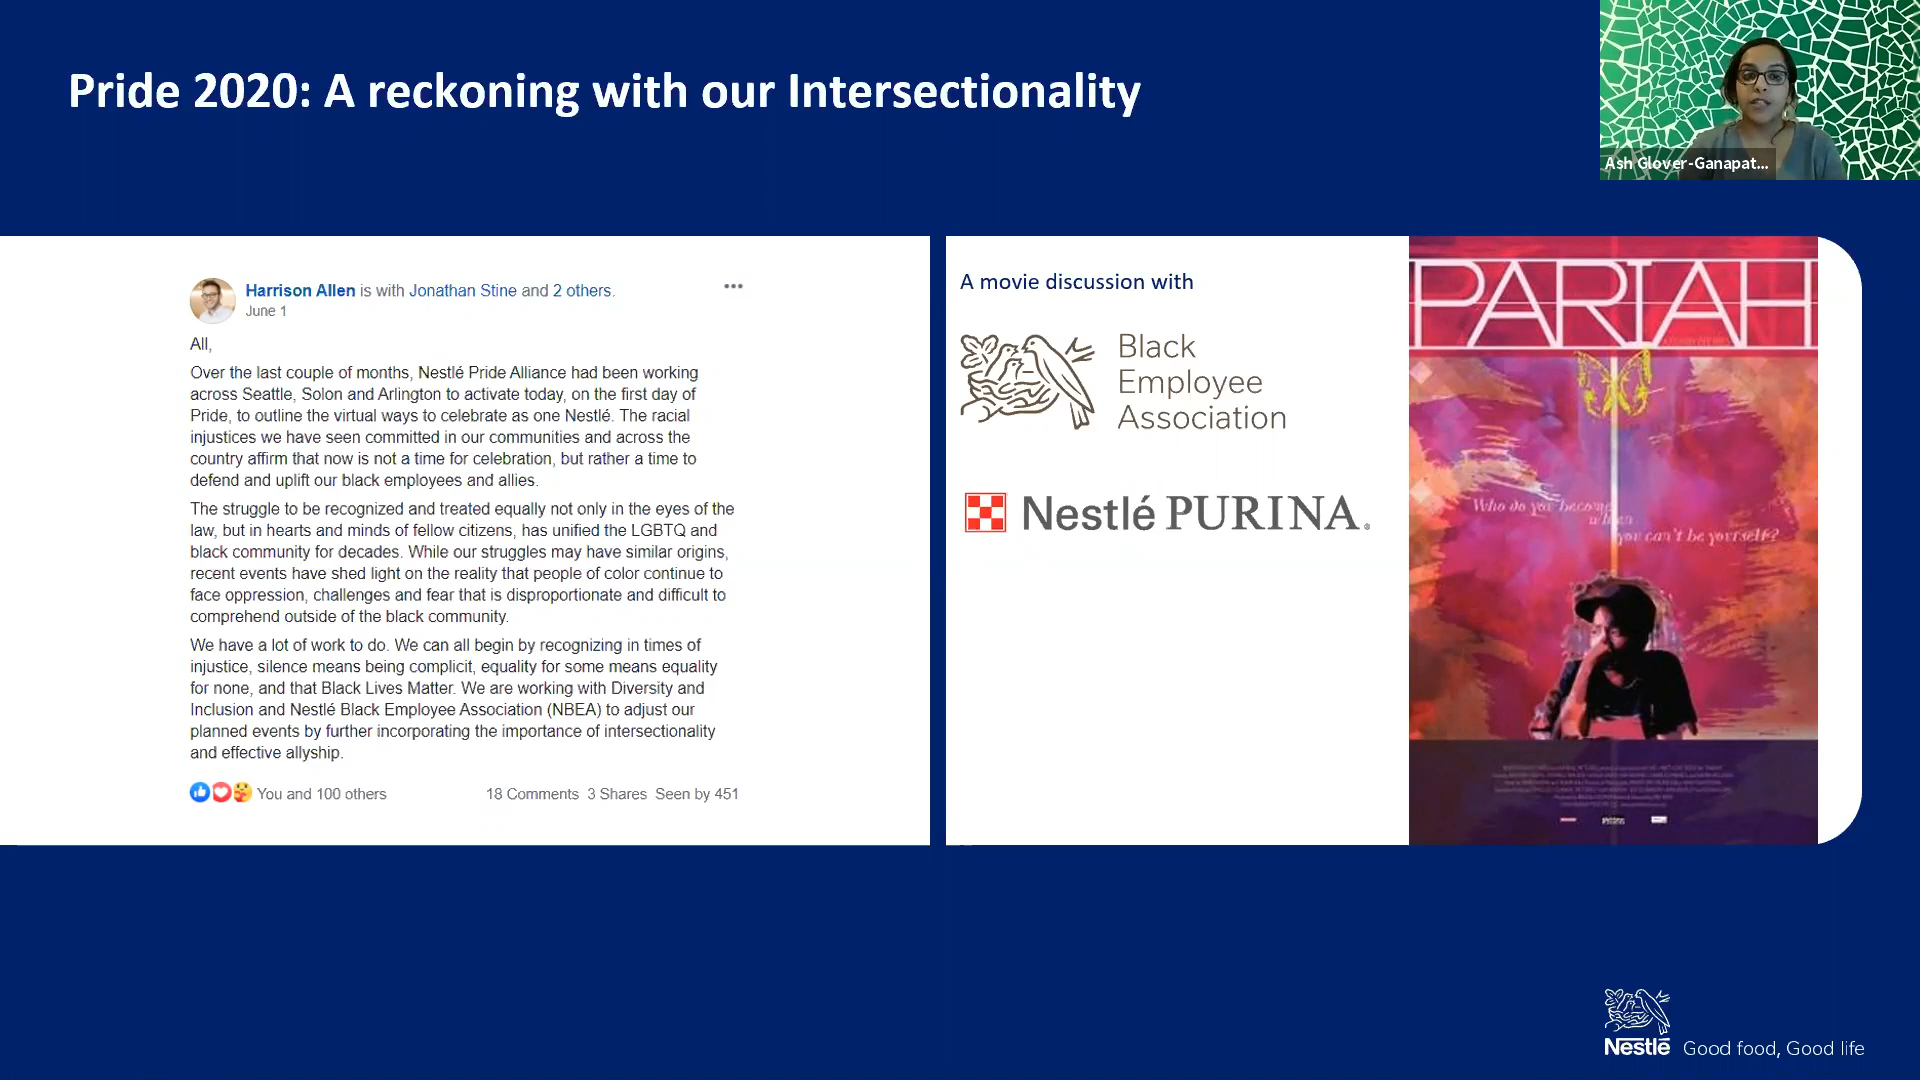 Pride 2020: A reckoning with our Intersectionality
Ash Glover-Ganapat...
Harrison Allen is with Jonathan Stine and 2 others.
June 1
All,
Over the last couple of months, Nestlé Pride Alliance had been working
across Seattle, Solon and Arlington to activate today, on the first day of
Pride, to outline the virtual ways to celebrate as one Nestlé. The racial
injustices we have seen committed in our communities and across the
country affirm that now is not a time for celebration, but rather a time to
defend and uplift our black employees and allies.
The struggle to be recognized and treated equally not only in the eyes of the
law, but in hearts and minds of fellow citizens, has unified the LGBTQ and
black community for decades. While our struggles may have similar origins,
recent events have shed light on the reality that people of color continue to
face oppression, challenges and fear that is disproportionate and difficult to
comprehend outside of the black community.
We have a lot of work to do. We can all begin by recognizing in times of
injustice, silence means being complicit, equality for some means equality
for none, and that Black Lives Matter. We are working with Diversity and
Inclusion and Nestlé Black Employee Association (NBEA) to adjust our
planned events by further incorporating the importance of intersectionality
and effective allyship.
You and 100 others
18 Comments 3 Shares Seen by 451
A movie discussion with
Black
Employee
Association
Nestlé PURINA
PARIAH
Who do you become
when
you can't be yourself?
Nestlé Good food, Good life